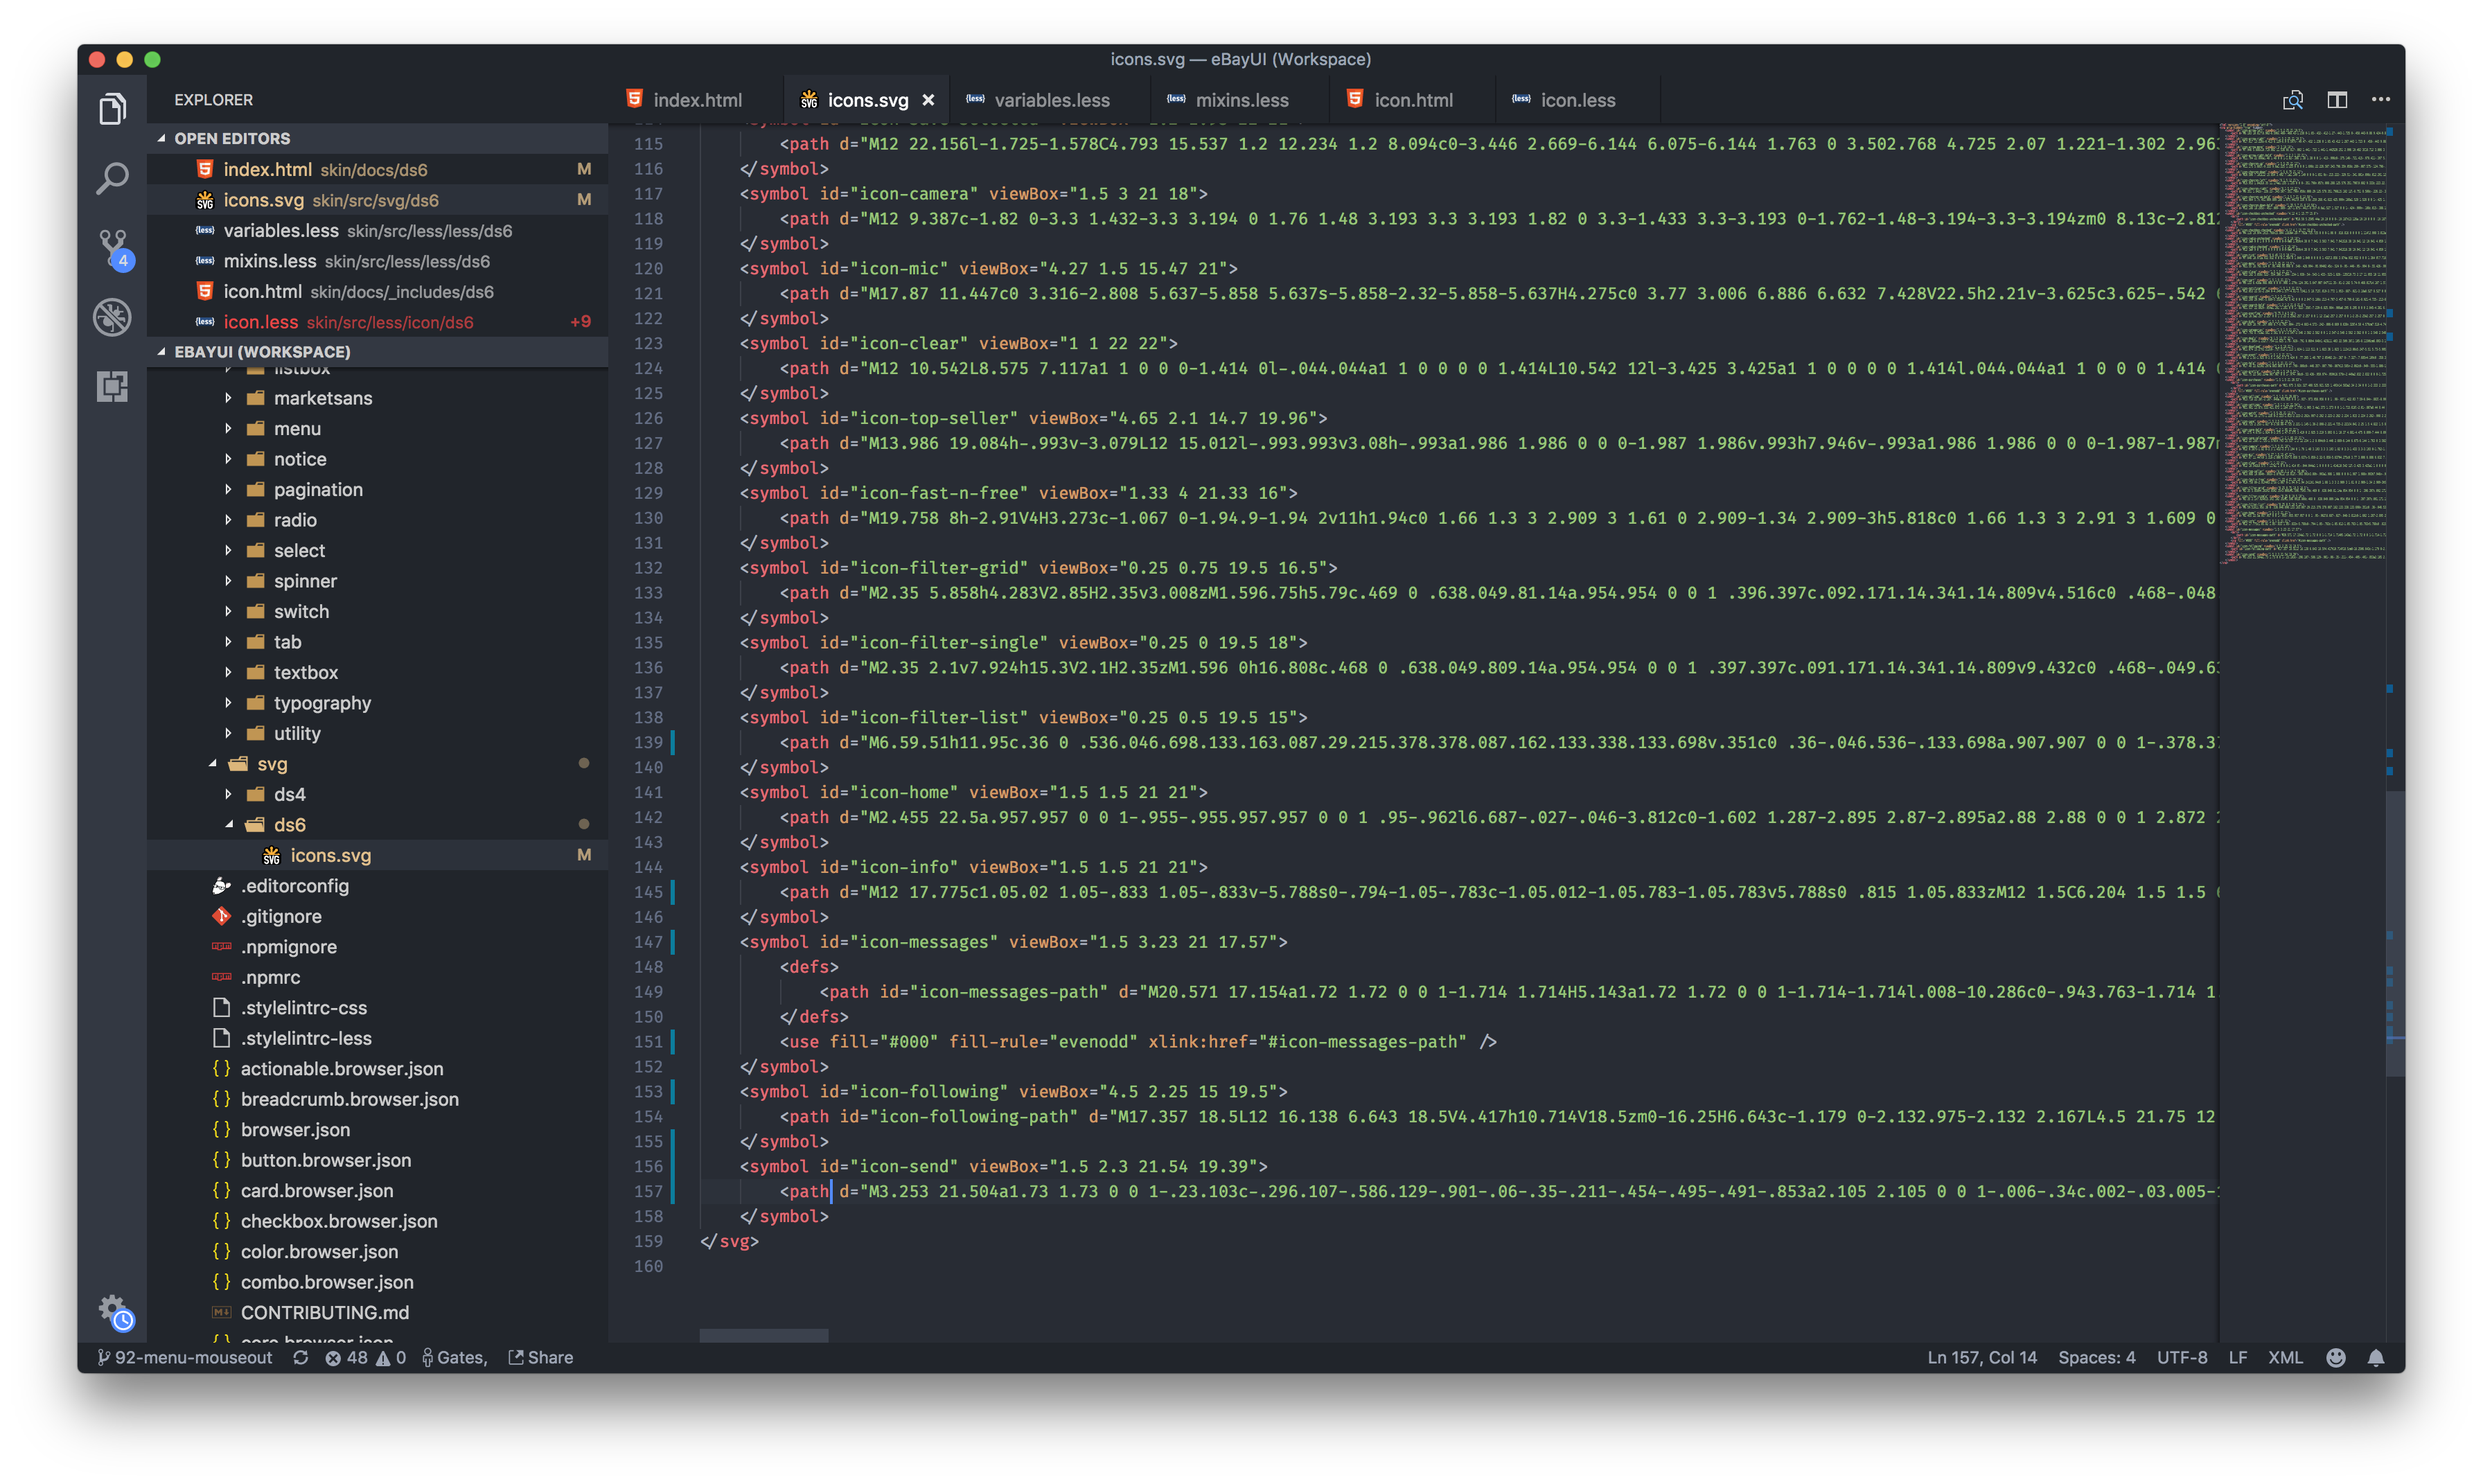 icons.svg — eBayUI (Workspace)
EXPLORER
OPEN EDITORS
index.html skin/docs/ds6 M
icons.svg skin/src/svg/ds6 M
variables.less skin/src/less/less/ds6
mixins.less skin/src/less/less/ds6
icon.html skin/docs/_includes/ds6
icon.less skin/src/less/icon/ds6 +9
EBAYUI (WORKSPACE)
listbox
marketsans
menu
notice
pagination
radio
select
spinner
switch
tab
textbox
typography
utility
svg
ds4
ds6
icons.svg M
.editorconfig
.gitignore
.npmignore
.npmrc
.stylelintrc-css
.stylelintrc-less
actionable.browser.json
breadcrumb.browser.json
browser.json
button.browser.json
card.browser.json
checkbox.browser.json
color.browser.json
combo.browser.json
CONTRIBUTING.md
4
index.html icons.svg variables.less mixins.less icon.html icon.less
115 <path d="M12 22.156l-1.725-1.578C4.793 15.537 1.2 12.234 1.2 8.094c0-3.446 2.669-6.144 6.075-6.144 1.763 0 3.502.768 4.725 2.07 1.221-1.302 2.963
116 </symbol>
117 <symbol id="icon-camera" viewBox="1.5 3 21 18">
118 <path d="M12 9.387c-1.82 0-3.3 1.432-3.3 3.194 0 1.76 1.48 3.193 3.3 3.193 1.82 0 3.3-1.433 3.3-3.193 0-1.762-1.48-3.194-3.3-3.194zm0 8.13c-2.812
119 </symbol>
120 <symbol id="icon-mic" viewBox="4.27 1.5 15.47 21">
121 <path d="M17.87 11.447c0 3.316-2.808 5.637-5.858 5.637s-5.858-2.32-5.858-5.637H4.275c0 3.77 3.006 6.886 6.632 7.428V22.5h2.21v-3.625c3.625-.542
122 </symbol>
123 <symbol id="icon-clear" viewBox="1 1 22 22">
124 <path d="M12 10.542L8.575 7.117a1 1 0 0 0-1.414 0l-.044.044a1 1 0 0 0 0 1.414L10.542 12l-3.425 3.425a1 1 0 0 0 0 1.414l.044.044a1 1 0 0 0 1.414
125 </symbol>
126 <symbol id="icon-top-seller" viewBox="4.65 2.1 14.7 19.96">
127 <path d="M13.986 19.084h-.993v-3.079L12 15.012l-.993.993v3.08h-.993a1.986 1.986 0 0 0-1.987 1.986v.993h7.946v-.993a1.986 1.986 0 0 0-1.987-1.987
128 </symbol>
129 <symbol id="icon-fast-n-free" viewBox="1.33 4 21.33 16">
130 <path d="M19.758 8h-2.91V4H3.273c-1.067 0-1.94.9-1.94 2v11h1.94c0 1.66 1.3 3 2.909 3 1.61 0 2.909-1.34 2.909-3h5.818c0 1.66 1.3 3 2.91 3 1.609 0
131 </symbol>
132 <symbol id="icon-filter-grid" viewBox="0.25 0.75 19.5 16.5">
133 <path d="M2.35 5.858h4.283V2.85H2.35v3.008zM1.596.75h5.79c.469 0 .638.049.81.14a.954.954 0 0 1 .396.397c.092.171.14.341.14.809v4.516c0 .468-.048
134 </symbol>
135 <symbol id="icon-filter-single" viewBox="0.25 0 19.5 18">
136 <path d="M2.35 2.1v7.924h15.3V2.1H2.35zM1.596 0h16.808c.468 0 .638.049.809.14a.954.954 0 0 1 .397.397c.091.171.14.341.14.809v9.432c0 .468-.049.63
137 </symbol>
138 <symbol id="icon-filter-list" viewBox="0.25 0.5 19.5 15">
139 <path d="M6.59.51h11.95c.36 0 .536.046.698.133.163.087.29.215.378.378.087.162.133.338.133.698v.351c0 .36-.046.536-.133.698a.907.907 0 0 1-.378.37
140 </symbol>
141 <symbol id="icon-home" viewBox="1.5 1.5 21 21">
142 <path d="M2.455 22.5a.957.957 0 0 1-.955-.955.957.957 0 0 1 .95-.962l6.687-.027-.046-3.812c0-1.602 1.287-2.895 2.87-2.895a2.88 2.88 0 0 1 2.872
143 </symbol>
144 <symbol id="icon-info" viewBox="1.5 1.5 21 21">
145 <path d="M12 17.775c1.05.02 1.05-.833 1.05-.833v-5.788s0-.794-1.05-.783c-1.05.012-1.05.783-1.05.783v5.788s0 .815 1.05.833zM12 1.5C6.204 1.5 1.5
146 </symbol>
147 <symbol id="icon-messages" viewBox="1.5 3.23 21 17.57">
148 <defs>
149 <path id="icon-messages-path" d="M20.571 17.154a1.72 1.72 0 0 1-1.714 1.714H5.143a1.72 1.72 0 0 1-1.714-1.714l.008-10.286c0-.943.763-1.714 1.
150 </defs>
151 <use fill="#000" fill-rule="evenodd" xlink:href="#icon-messages-path" />
152 </symbol>
153 <symbol id="icon-following" viewBox="4.5 2.25 15 19.5">
154 <path id="icon-following-path" d="M17.357 18.5L12 16.138 6.643 18.5V4.417h10.714V18.5zm0-16.25H6.643c-1.179 0-2.132.975-2.132 2.167L4.5 21.75 12
155 </symbol>
156 <symbol id="icon-send" viewBox="1.5 2.3 21.54 19.39">
157 <path d="M3.253 21.504a1.73 1.73 0 0 1-.23.103c-.296.107-.586.129-.901-.06-.35-.211-.454-.495-.491-.853a2.105 2.105 0 0 1-.006-.34c.002-.03.005-
158 </symbol>
159 </svg>
160
92-menu-mouseout 48 0 Gates, Share Ln 157, Col 14 Spaces: 4 UTF-8 LF XML